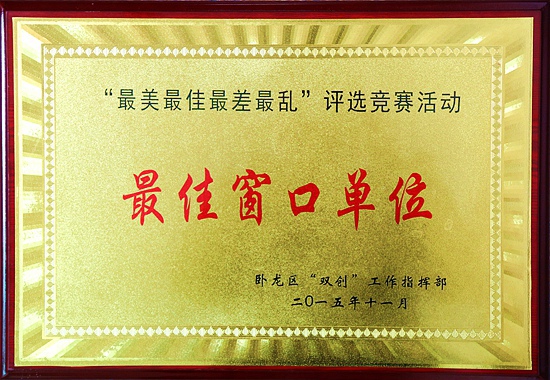 “最美最佳最差最乱”评选竞赛活动
最佳窗口单位
卧龙区“双创”工作指挥部
二〇一五年十一月